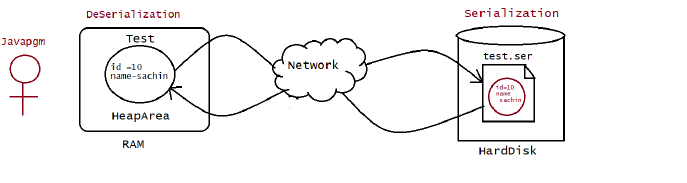 Javapgm
DeSerialization
Test
id =10
name-sachin
HeapArea
RAM
Network
Serialization
test.ser
id=10
name
sachin
HardDisk